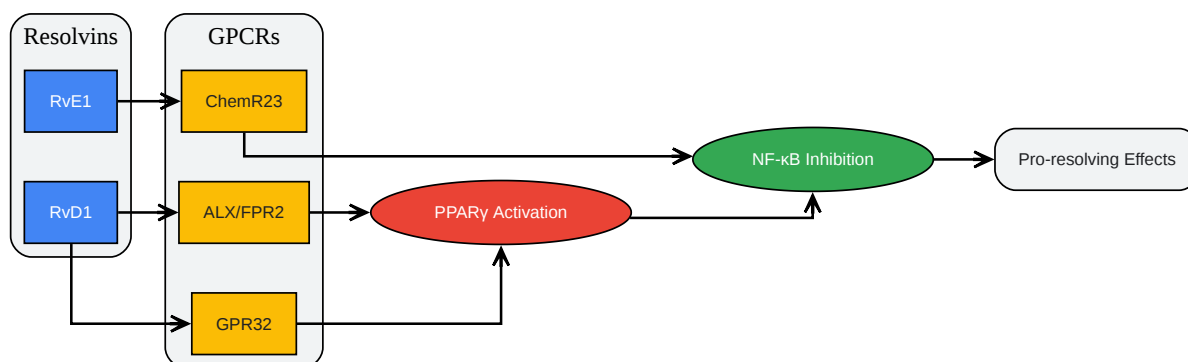 Resolvins
GPCRs
RvE1
ChemR23
NF-κB Inhibition
Pro-resolving Effects
RvD1
ALX/FPR2
PPARγ Activation
GPR32